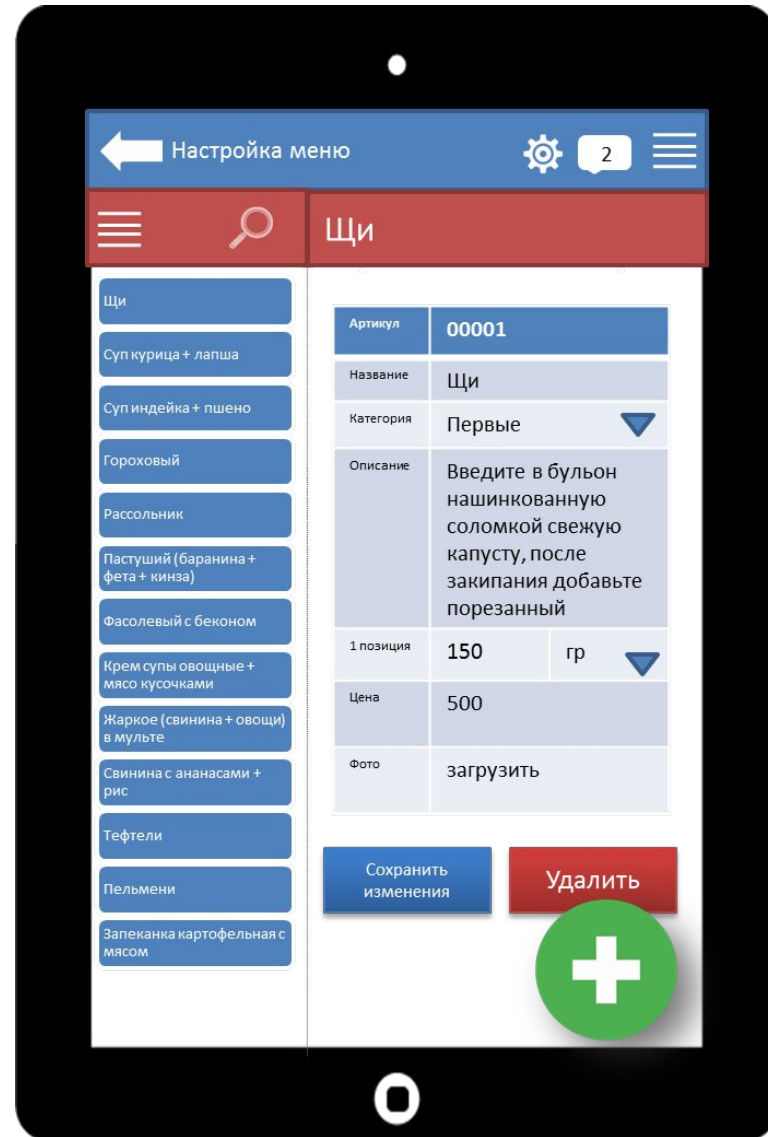 Настройка меню
2
Щи
Щи
Суп курица + лапша
Суп индейка + пшено
Гороховый
Рассольник
Пастуший (баранина +
фета + кинза)
Фасолевый с беконом
Крем супы овощные +
мясо кусочками
Жаркое (свинина + овощи)
в мульте
Свинина с ананасами +
рис
Тефтели
Пельмени
Запеканка картофельная с
мясом
Артикул 00001
Название Щи
Категория Первые
Описание Введите в бульон
нашинкованную
соломкой свежую
капусту, после
закипания добавьте
порезанный
1 позиция 150 гр
Цена 500
Фото загрузить
Сохранить
изменения
Удалить